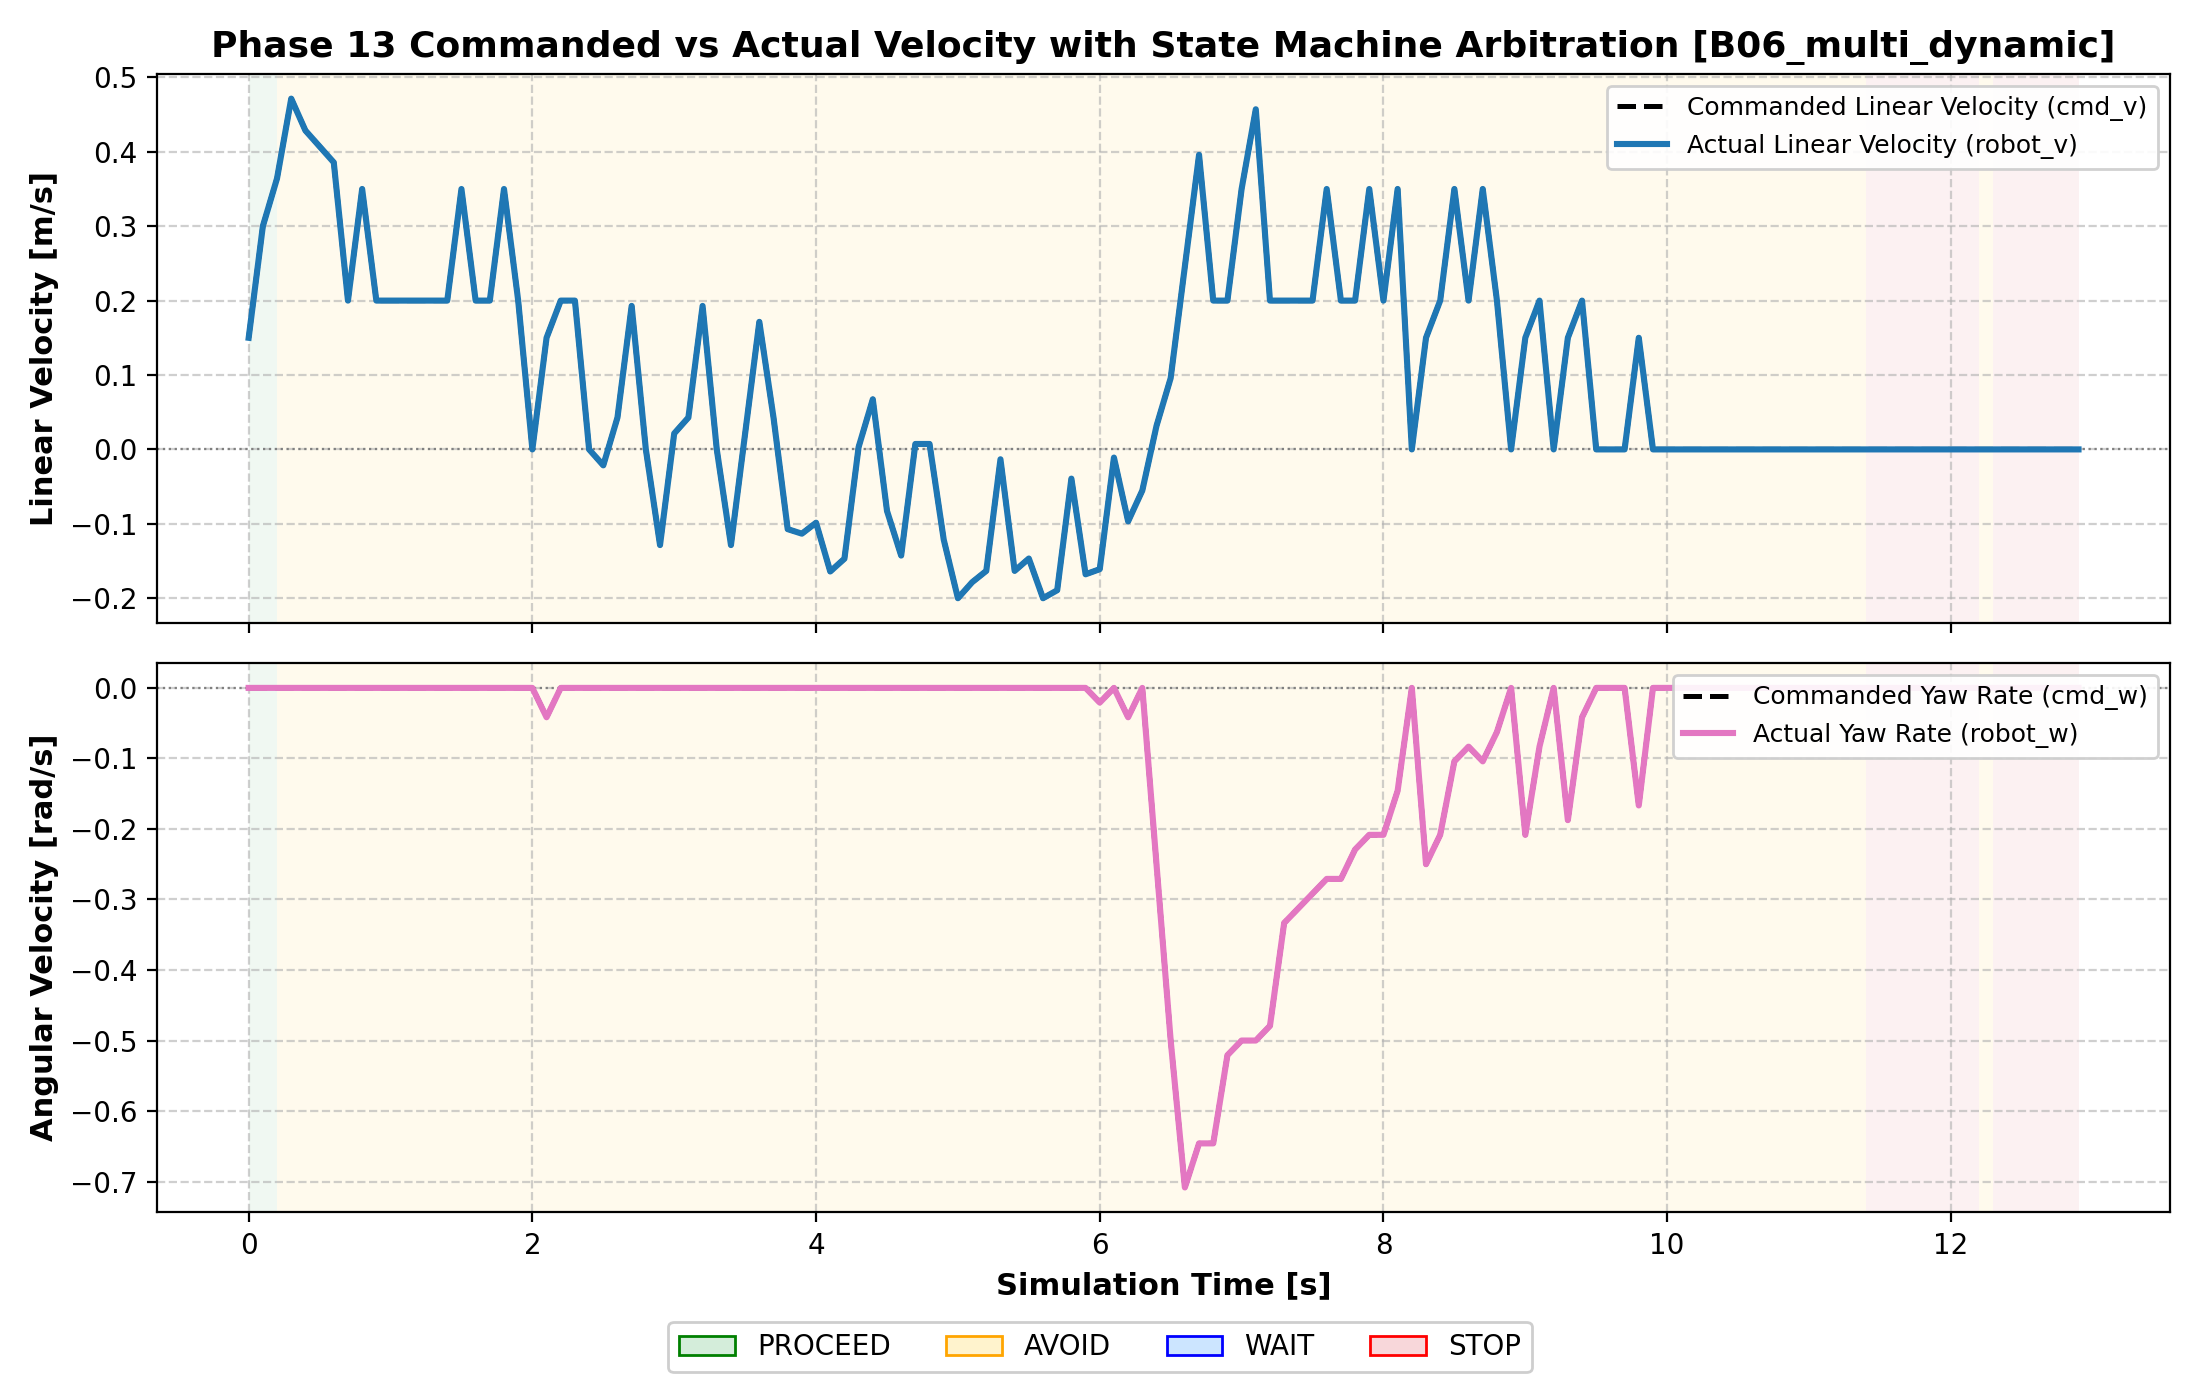 Phase 13 Commanded vs Actual Velocity with State Machine Arbitration [B06_multi_dynamic]
Linear Velocity [m/s]
0.5
0.4
0.3
0.2
0.1
0.0
−0.1
−0.2
Commanded Linear Velocity (cmd_v)
Actual Linear Velocity (robot_v)
Angular Velocity [rad/s]
0.0
−0.1
−0.2
−0.3
−0.4
−0.5
−0.6
−0.7
Commanded Yaw Rate (cmd_w)
Actual Yaw Rate (robot_w)
0 2 4 6 8 10 12
Simulation Time [s]
PROCEED AVOID WAIT STOP